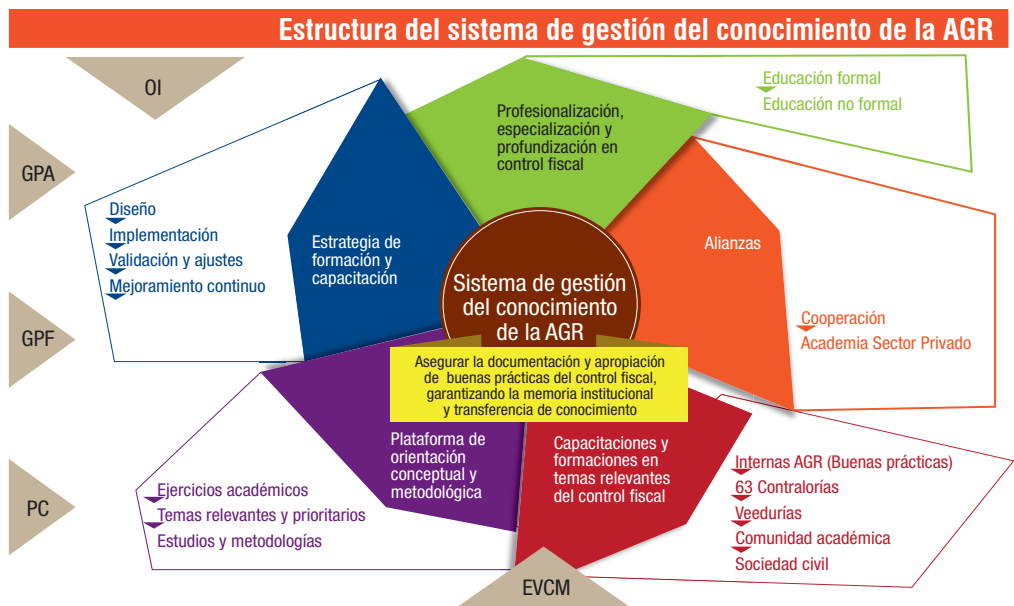 Estructura del sistema de gestión del conocimiento de la AGR
OI
GPA
GPF
PC
EVCM
Profesionalización,
especialización y
profundización en
control fiscal
Educación formal
Educación no formal
Diseño
Implementación
Validación y ajustes
Mejoramiento continuo
Estrategia de
formación y
capacitación
Alianzas
Cooperación
Academia Sector Privado
Sistema de gestión
del conocimiento
de la AGR
Asegurar la documentación y apropiación
de buenas prácticas del control fiscal,
garantizando la memoria institucional
y transferencia de conocimiento
Plataforma de
orientación
conceptual y
metodológica
Ejercicios académicos
Temas relevantes y prioritarios
Estudios y metodologías
Capacitaciones y
formaciones en
temas relevantes
del control fiscal
Internas AGR (Buenas prácticas)
63 Contralorías
Veedurías
Comunidad académica
Sociedad civil